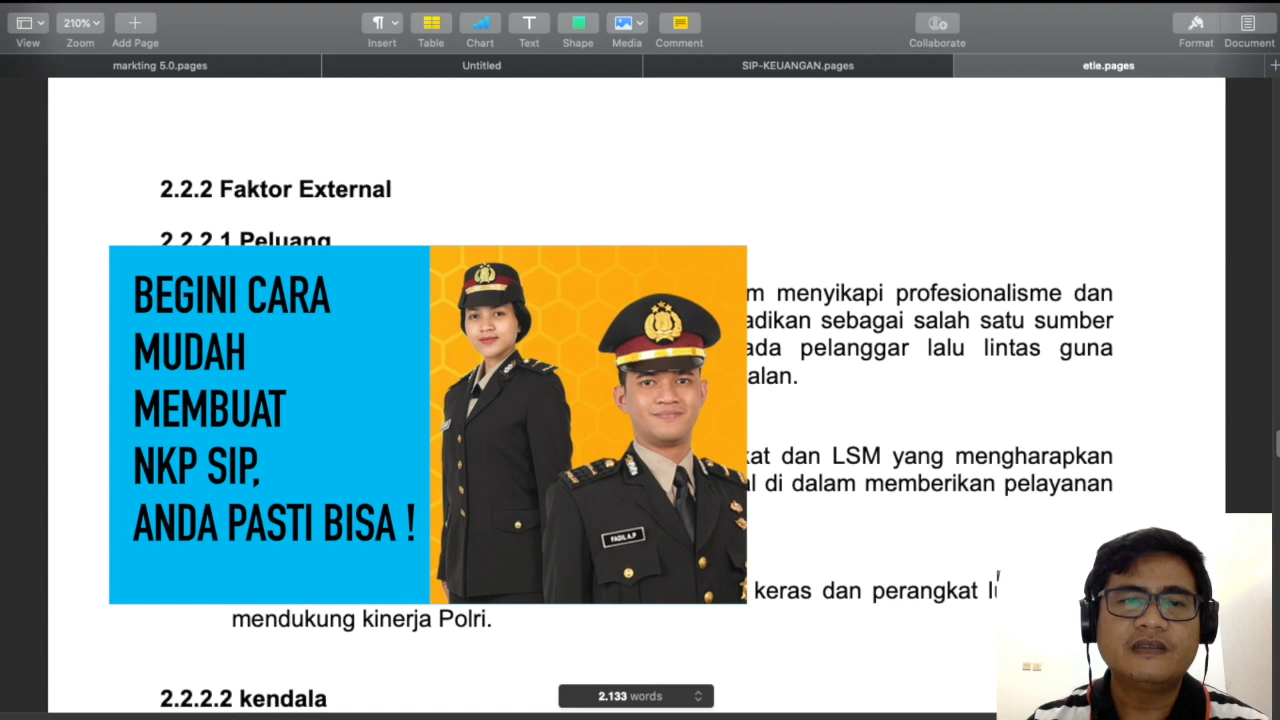 210%
View
Zoom
Add Page
Insert
Table
Chart
Text
Shape
Media
Comment
Collaborate
Format
Document
markting 5.0.pages
Untitled
SIP-KEUANGAN.pages
etle.pages
2.2.2 Faktor External
2.2.2.1 Peluang
menyikapi profesionalisme dan
sebagai salah satu sumber
pelanggar lalu lintas guna
dan LSM yang mengharapkan
di dalam memberikan pelayanan
keras dan perangkat
mendukung kinerja Polri.
2.2.2.2 kendala
BEGINI CARA
MUDAH
MEMBUAT
NKP SIP,
ANDA PASTI BISA !
FADIL A.P
2.133 words